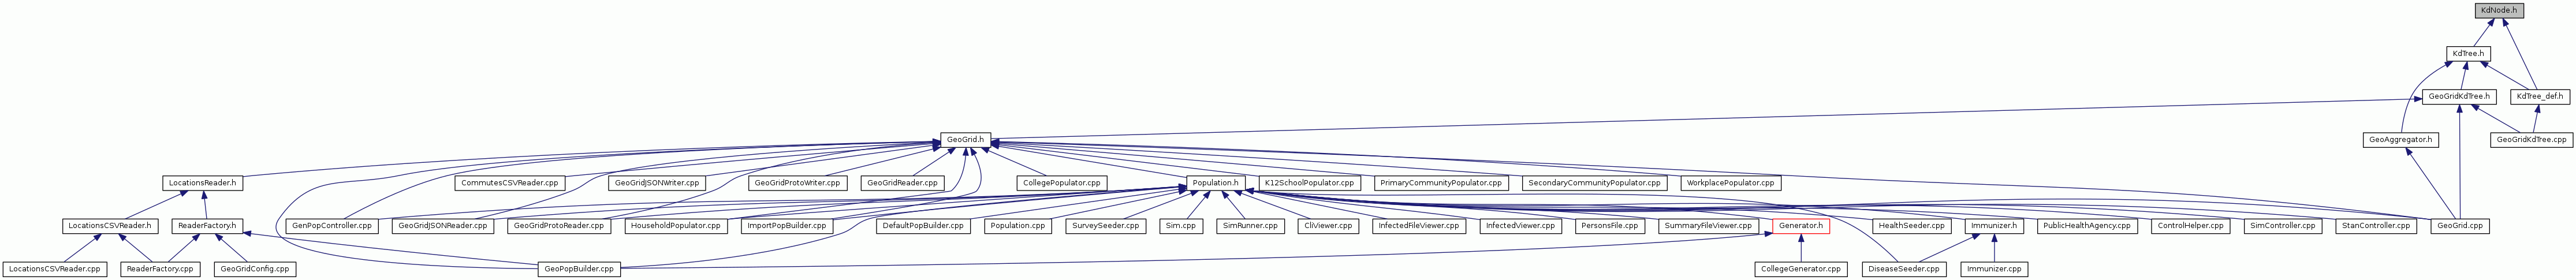 KdNode.h
KdTree.h
GeoGridKdTree.h
KdTree_def.h
GeoGrid.h
GeoAggregator.h
GeoGridKdTree.cpp
LocationsReader.h
CommutesCSVReader.cpp
GeoGridJSONWriter.cpp
GeoGridProtoWriter.cpp
GeoGridReader.cpp
CollegePopulator.cpp
Population.h
K12SchoolPopulator.cpp
PrimaryCommunityPopulator.cpp
SecondaryCommunityPopulator.cpp
WorkplacePopulator.cpp
LocationsCSVReader.h
ReaderFactory.h
GenPopController.cpp
GeoGridJSONReader.cpp
GeoGridProtoReader.cpp
HouseholdPopulator.cpp
ImportPopBuilder.cpp
DefaultPopBuilder.cpp
Population.cpp
SurveySeeder.cpp
Sim.cpp
SimRunner.cpp
CliViewer.cpp
InfectedFileViewer.cpp
InfectedViewer.cpp
PersonsFile.cpp
SummaryFileViewer.cpp
Generator.h
HealthSeeder.cpp
Immunizer.h
PublicHealthAgency.cpp
ControlHelper.cpp
SimController.cpp
StanController.cpp
GeoGrid.cpp
LocationsCSVReader.cpp
ReaderFactory.cpp
GeoGridConfig.cpp
GeoPopBuilder.cpp
CollegeGenerator.cpp
DiseaseSeeder.cpp
Immunizer.cpp